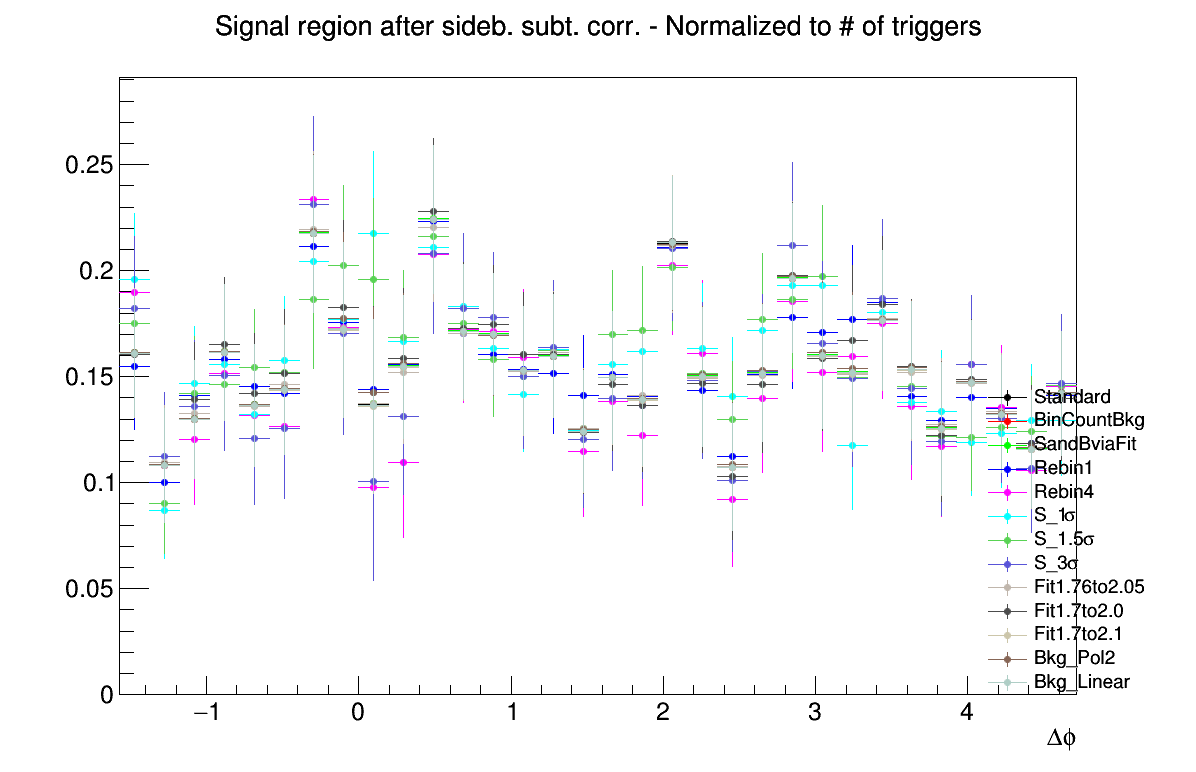 Signal region after sideb. subt. corr. - Normalized to # of triggers
0.25
0.2
0.15
0.1
0.05
0
−1
0
1
2
3
4
Δϕ
Standard
BinCountBkg
SandBviaFit
Rebin1
Rebin4
S_1σ
S_1.5σ
S_3σ
Fit1.76to2.05
Fit1.7to2.0
Fit1.7to2.1
Bkg_Pol2
Bkg_Linear